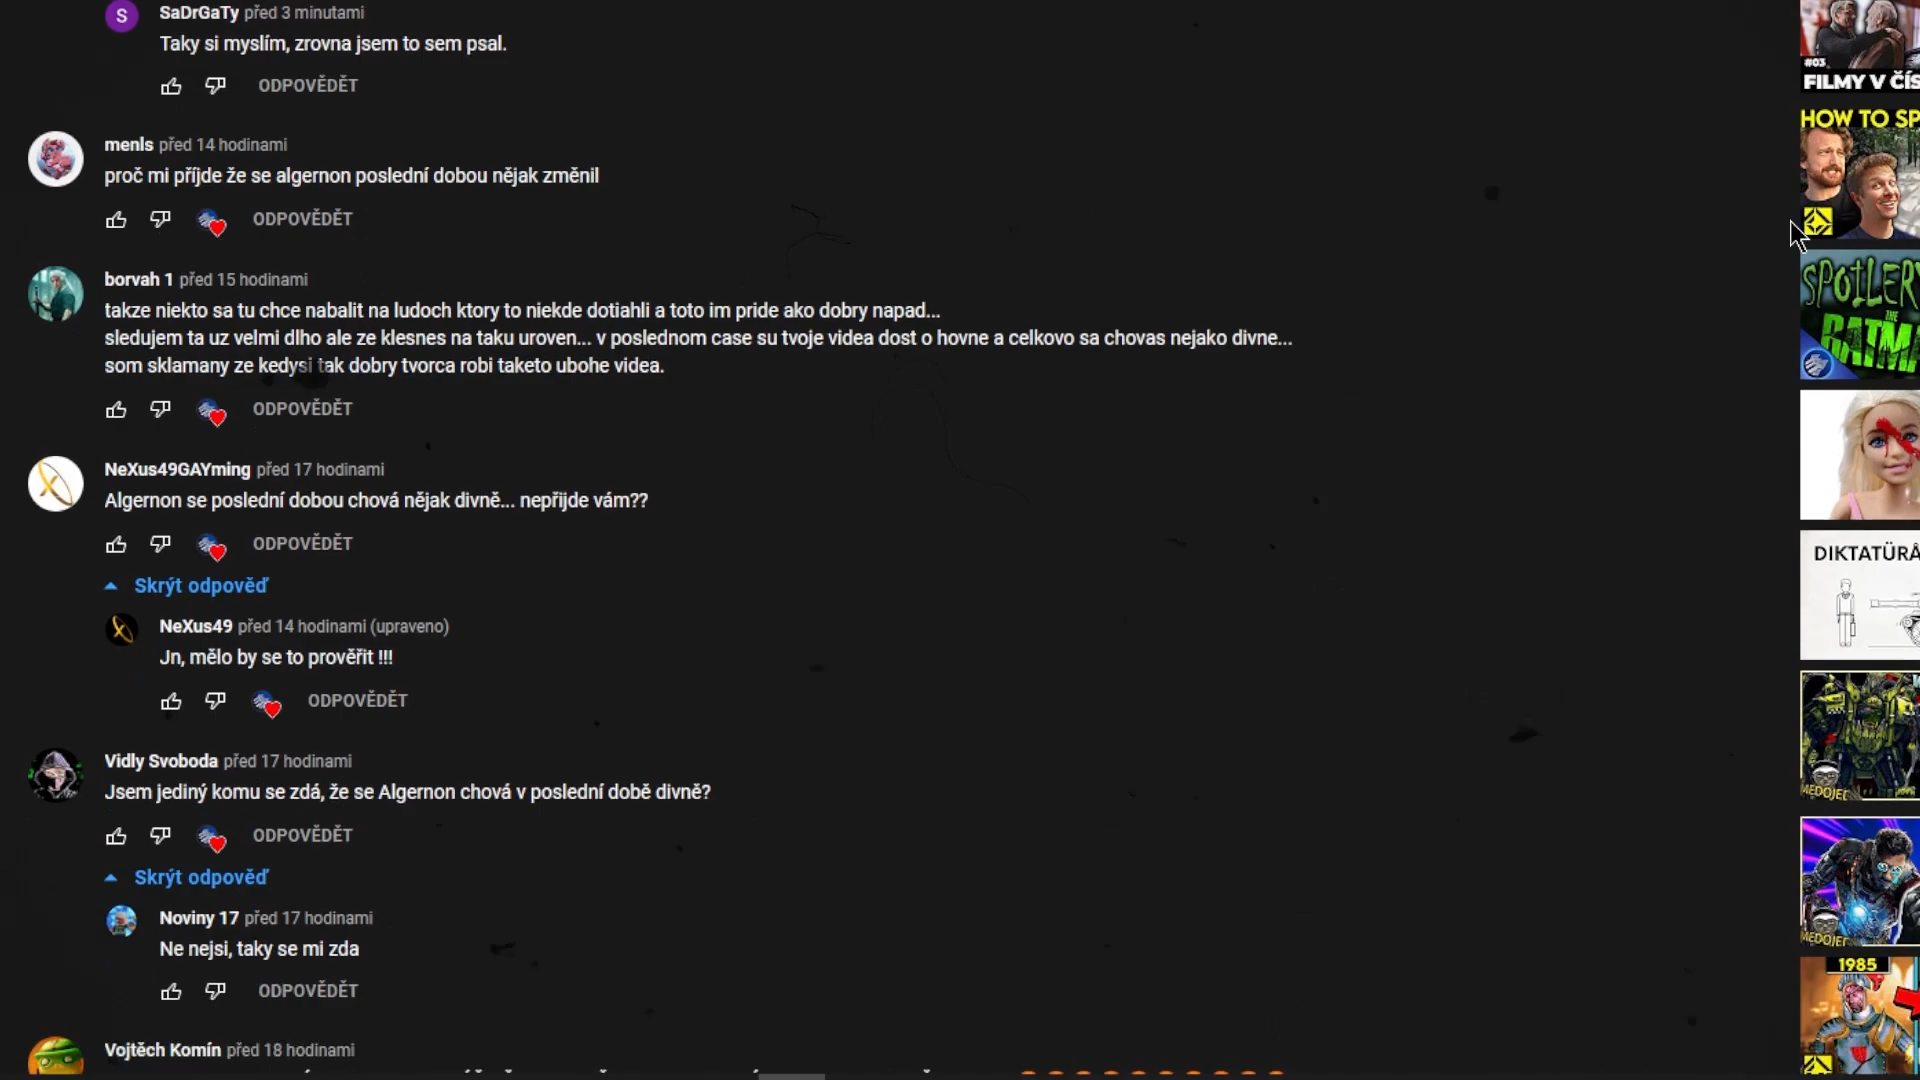 S
SaDrGaTy před 3 minutami
Taky si myslím, zrovna jsem to sem psal.
ODPOVĚDĚT
menls před 14 hodinami
proč mi příjde že se algernon poslední dobou nějak změnil
ODPOVĚDĚT
borvah 1 před 15 hodinami
takze niekto sa tu chce nabalit na ludoch ktory to niekde dotiahli a toto im pride ako dobry napad...
sledujem ta uz velmi dlho ale ze klesnes na taku uroven... v poslednom case su tvoje videa dost o hovne a celkovo sa chovas nejako divne...
som sklamany ze kedysi tak dobry tvorca robi taketo ubohe videa.
ODPOVĚDĚT
NeXus49GAYming před 17 hodinami
Algernon se poslední dobou chová nějak divně... nepřijde vám??
ODPOVĚDĚT
Skrýt odpověď
NeXus49 před 14 hodinami (upraveno)
Jn, mělo by se to prověřit !!!
ODPOVĚDĚT
Vidly Svoboda před 17 hodinami
Jsem jediný komu se zdá, že se Algernon chová v poslední době divně?
ODPOVĚDĚT
Skrýt odpověď
Noviny 17 před 17 hodinami
Ne nejsi, taky se mi zda
ODPOVĚDĚT
Vojtěch Komín před 18 hodinami
#03
FILMY V ČÍS
HOW TO SP
SPOILERY
THE
BATMA
DIKTATÜRÅ
MEDOJED
MEDOJED
1985